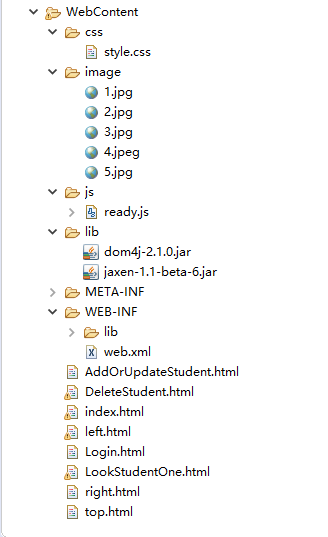 WebContent
css
style.css
image
1.jpg
2.jpg
3.jpg
4.jpeg
5.jpg
js
ready.js
lib
dom4j-2.1.0.jar
jaxen-1.1-beta-6.jar
META-INF
WEB-INF
lib
web.xml
AddOrUpdateStudent.html
DeleteStudent.html
index.html
left.html
Login.html
LookStudentOne.html
right.html
top.html